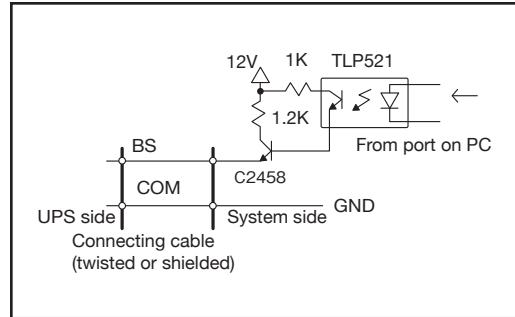 12V
1K
TLP521
1.2K
From port on PC
BS
C2458
COM
GND
UPS side
System side
Connecting cable
(twisted or shielded)